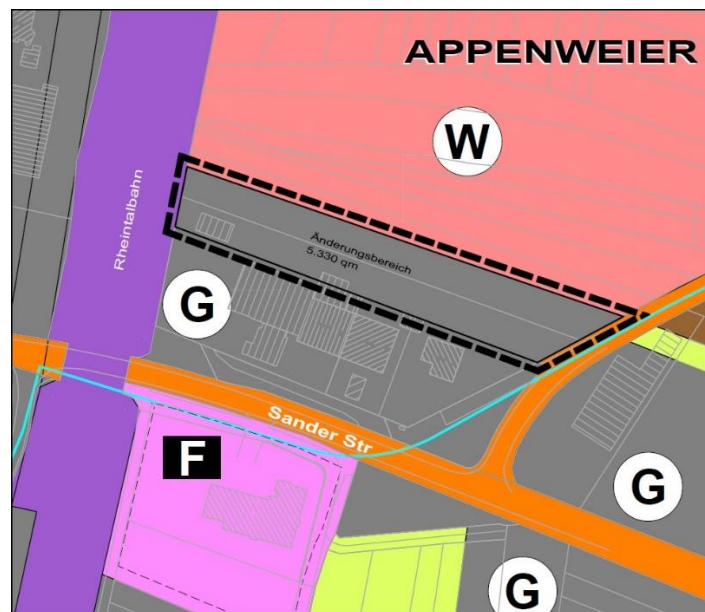 APPENWEIER
W
Rheintalbahn
Änderungsbereich
5.330 qm
G
Sander Str
F
G
G